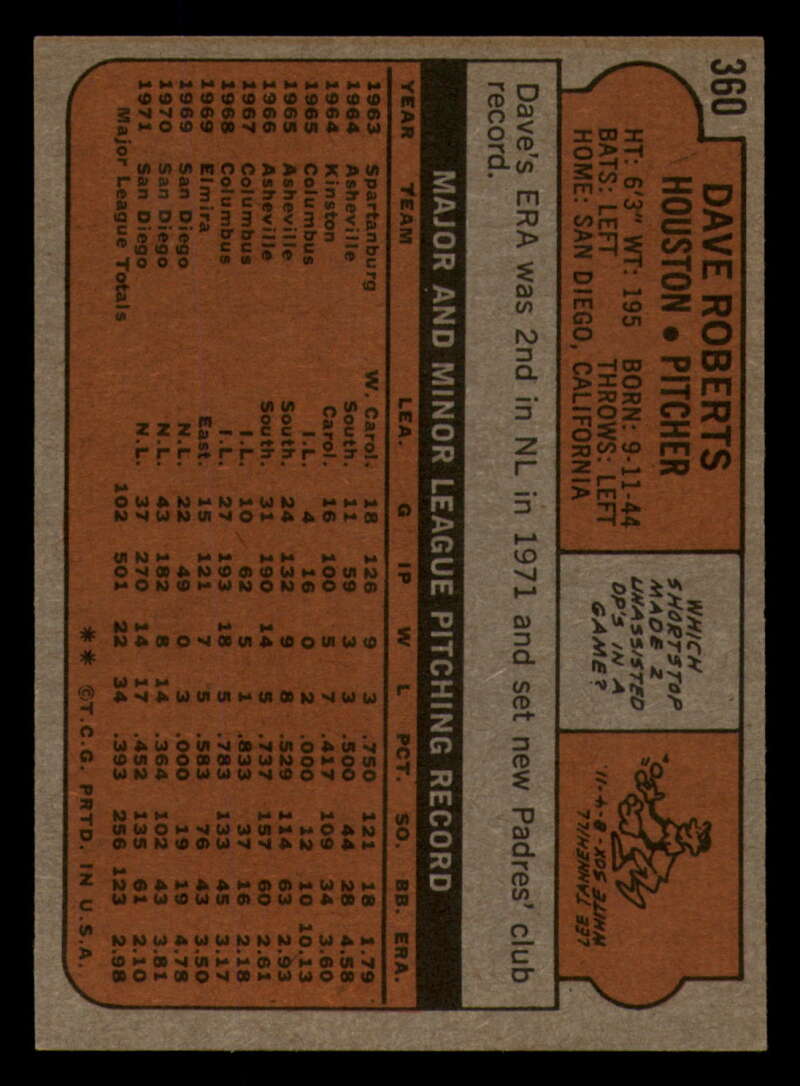 360
DAVE ROBERTS
HOUSTON • PITCHER
HT: 6'3" WT: 195 BORN: 9-11-44
BATS: LEFT THROWS: LEFT
HOME: SAN DIEGO, CALIFORNIA
WHICH
SHORTSTOP
MADE 2
UNASSISTED
DP'S IN A
GAME?
LEE TANNEHILL
WHITE SOX-8-4-11.
Dave's ERA was 2nd in NL in 1971 and set new Padres' club
record.
MAJOR AND MINOR LEAGUE PITCHING RECORD
YEAR TEAM LEA. G IP W L PCT. SO. BB. ERA.
1963 Spartanburg W. Carol. 18 126 9 3 .750 121 18 1.79
1964 Asheville South. 11 59 3 3 .500 44 28 4.58
1964 Kinston Carol. 16 100 5 7 .417 109 34 3.60
1965 Columbus I.L. 4 16 0 2 .000 12 10 10.13
1965 Asheville South. 24 132 9 8 .529 114 63 2.93
1966 Asheville South. 31 190 14 5 .737 157 60 2.61
1967 Columbus I.L. 10 62 5 1 .833 37 16 2.18
1968 Columbus I.L. 27 193 18 5 .783 133 45 3.17
1969 Elmira East. 15 121 7 5 .583 76 43 3.50
1969 San Diego N.L. 22 49 0 3 .000 19 19 4.78
1970 San Diego N.L. 43 182 8 14 .364 102 43 3.81
1971 San Diego N.L. 37 270 14 17 .452 135 61 2.10
Major League Totals 102 501 22 34 .393 256 123 2.98
** ©T.C.G. PRTD. IN U.S.A.